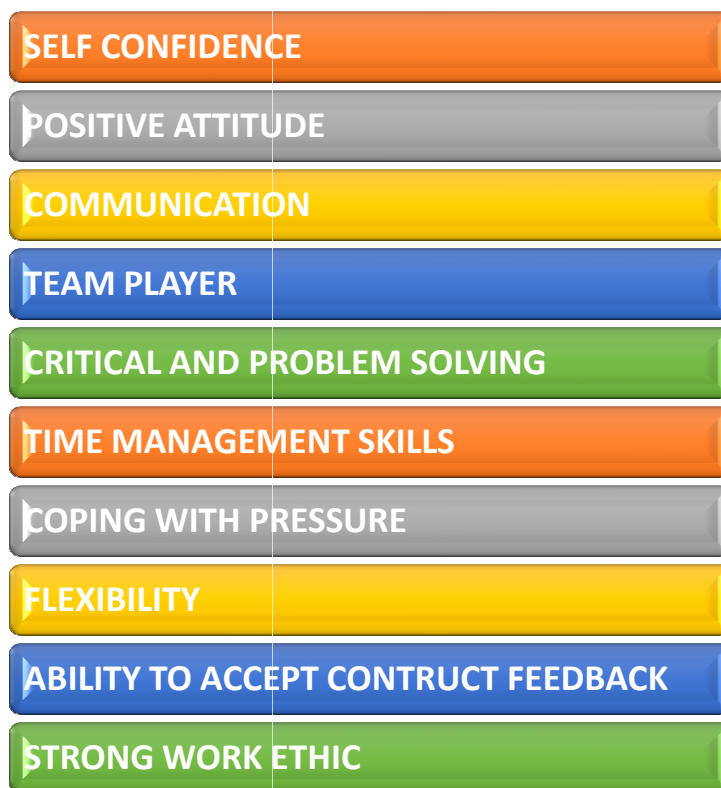 SELF CONFIDENCE
POSITIVE ATTITUDE
COMMUNICATION
TEAM PLAYER
CRITICAL AND PROBLEM SOLVING
TIME MANAGEMENT SKILLS
COPING WITH PRESSURE
FLEXIBILITY
ABILITY TO ACCEPT CONTRUCT FEEDBACK
STRONG WORK ETHIC